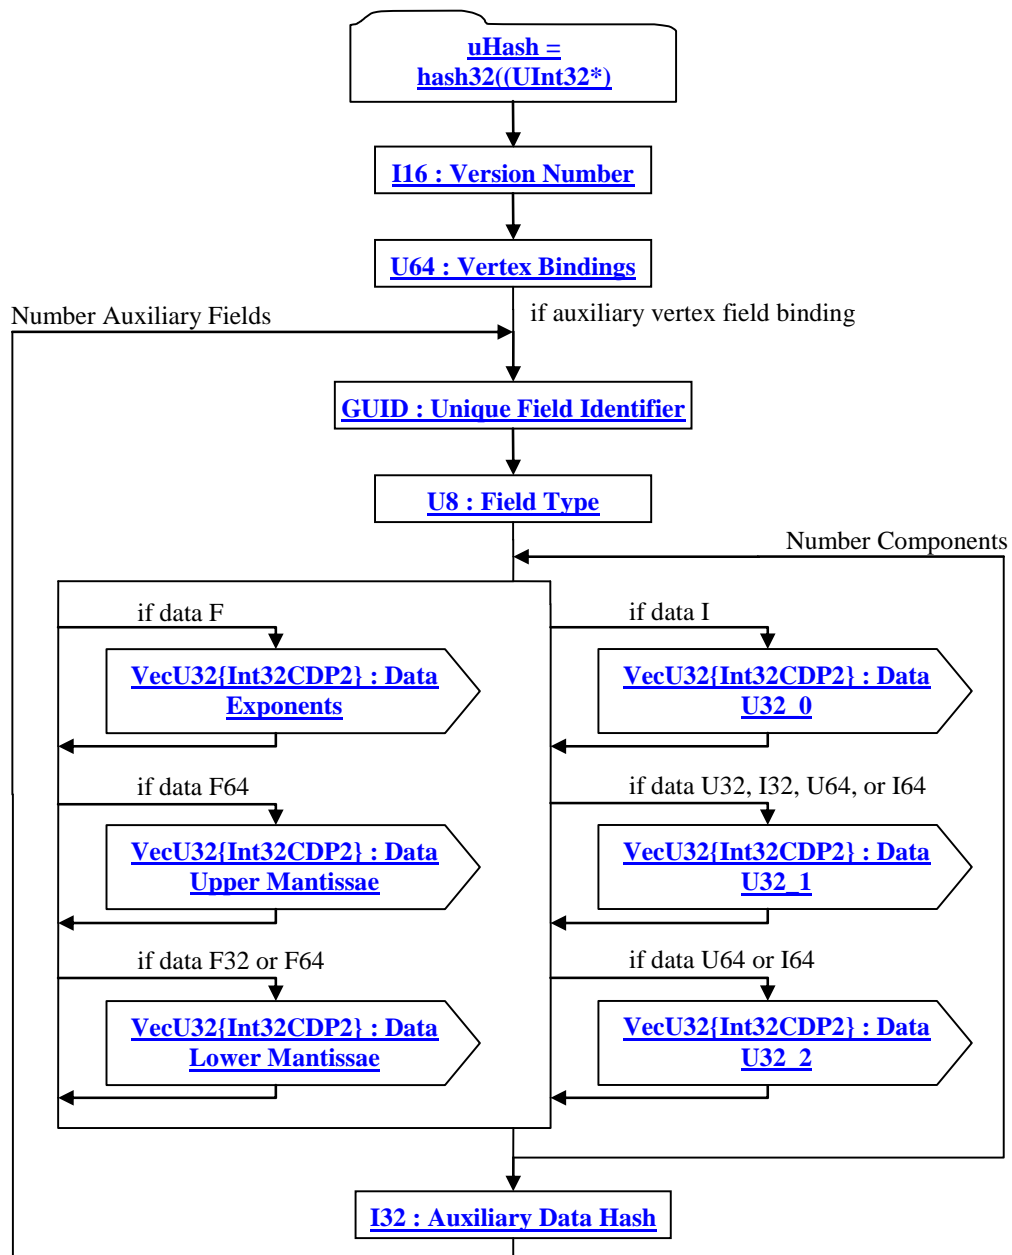 uHash =
hash32((UInt32*)
I16 : Version Number
U64 : Vertex Bindings
Number Auxiliary Fields
if auxiliary vertex field binding
GUID : Unique Field Identifier
U8 : Field Type
Number Components
if data F
VecU32{Int32CDP2} : Data
Exponents
if data I
VecU32{Int32CDP2} : Data
U32_0
if data F64
VecU32{Int32CDP2} : Data
Upper Mantissae
if data U32, I32, U64, or I64
VecU32{Int32CDP2} : Data
U32_1
if data F32 or F64
VecU32{Int32CDP2} : Data
Lower Mantissae
if data U64 or I64
VecU32{Int32CDP2} : Data
U32_2
I32 : Auxiliary Data Hash